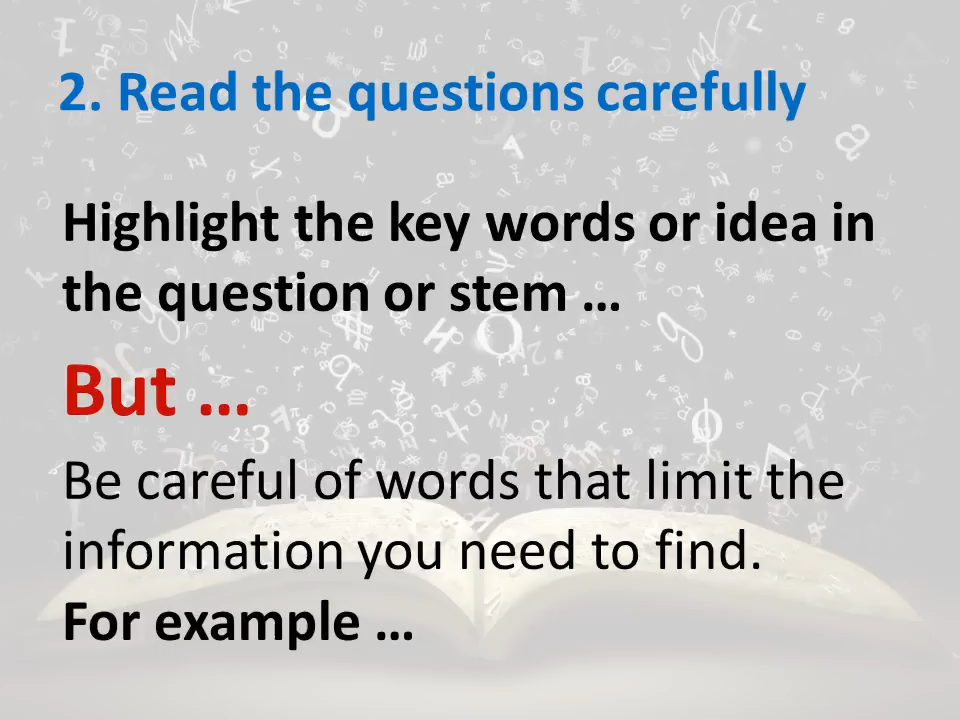 2. Read the questions carefully
Highlight the key words or idea in
the question or stem …
But …
Be careful of words that limit the
information you need to find.
For example …